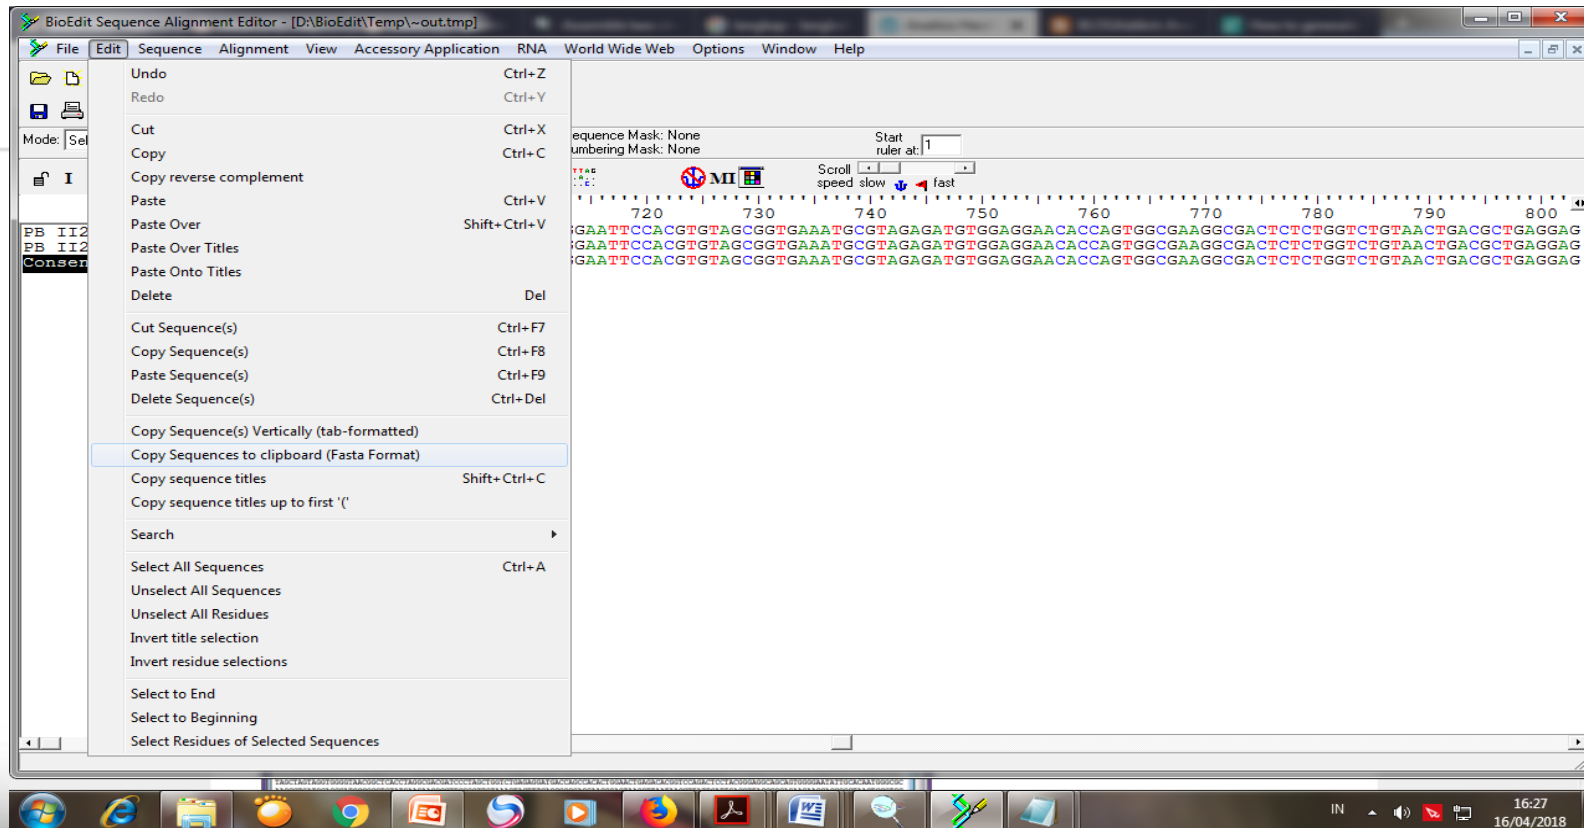 BioEdit Sequence Alignment Editor - [D:\BioEdit\Temp\~out.tmp]
File Edit Sequence Alignment View Accessory Application RNA World Wide Web Options Window Help
Undo Ctrl+Z
Redo Ctrl+Y
Cut Ctrl+X
Mode: Sel
equence Mask: None
Start
umbering Mask: None
ruler at: 1
Copy Ctrl+C
I
Copy reverse complement
MI
Scroll
speed slow fast
Paste Ctrl+V
720 730 740 750 760 770 780 790 800
Paste Over Shift+Ctrl+V
PB II2
GAATTCCACGTGTAGCGGTGAAATGCGTAGAGATGTGGAGGAACACCAGTGGCGAAGGCGACTCTCTGGTCTGTAACTGACGCTGAGGAG
PB II2
GAATTCCACGTGTAGCGGTGAAATGCGTAGAGATGTGGAGGAACACCAGTGGCGAAGGCGACTCTCTGGTCTGTAACTGACGCTGAGGAG
Consen
GAATTCCACGTGTAGCGGTGAAATGCGTAGAGATGTGGAGGAACACCAGTGGCGAAGGCGACTCTCTGGTCTGTAACTGACGCTGAGGAG
Paste Over Titles
Paste Onto Titles
Delete Del
Cut Sequence(s) Ctrl+F7
Copy Sequence(s) Ctrl+F8
Paste Sequence(s) Ctrl+F9
Delete Sequence(s) Ctrl+Del
Copy Sequence(s) Vertically (tab-formatted)
Copy Sequences to clipboard (Fasta Format)
Copy sequence titles Shift+Ctrl+C
Copy sequence titles up to first '('
Search
Select All Sequences Ctrl+A
Unselect All Sequences
Unselect All Residues
Invert title selection
Invert residue selections
Select to End
Select to Beginning
Select Residues of Selected Sequences
IN
16:27
16/04/2018